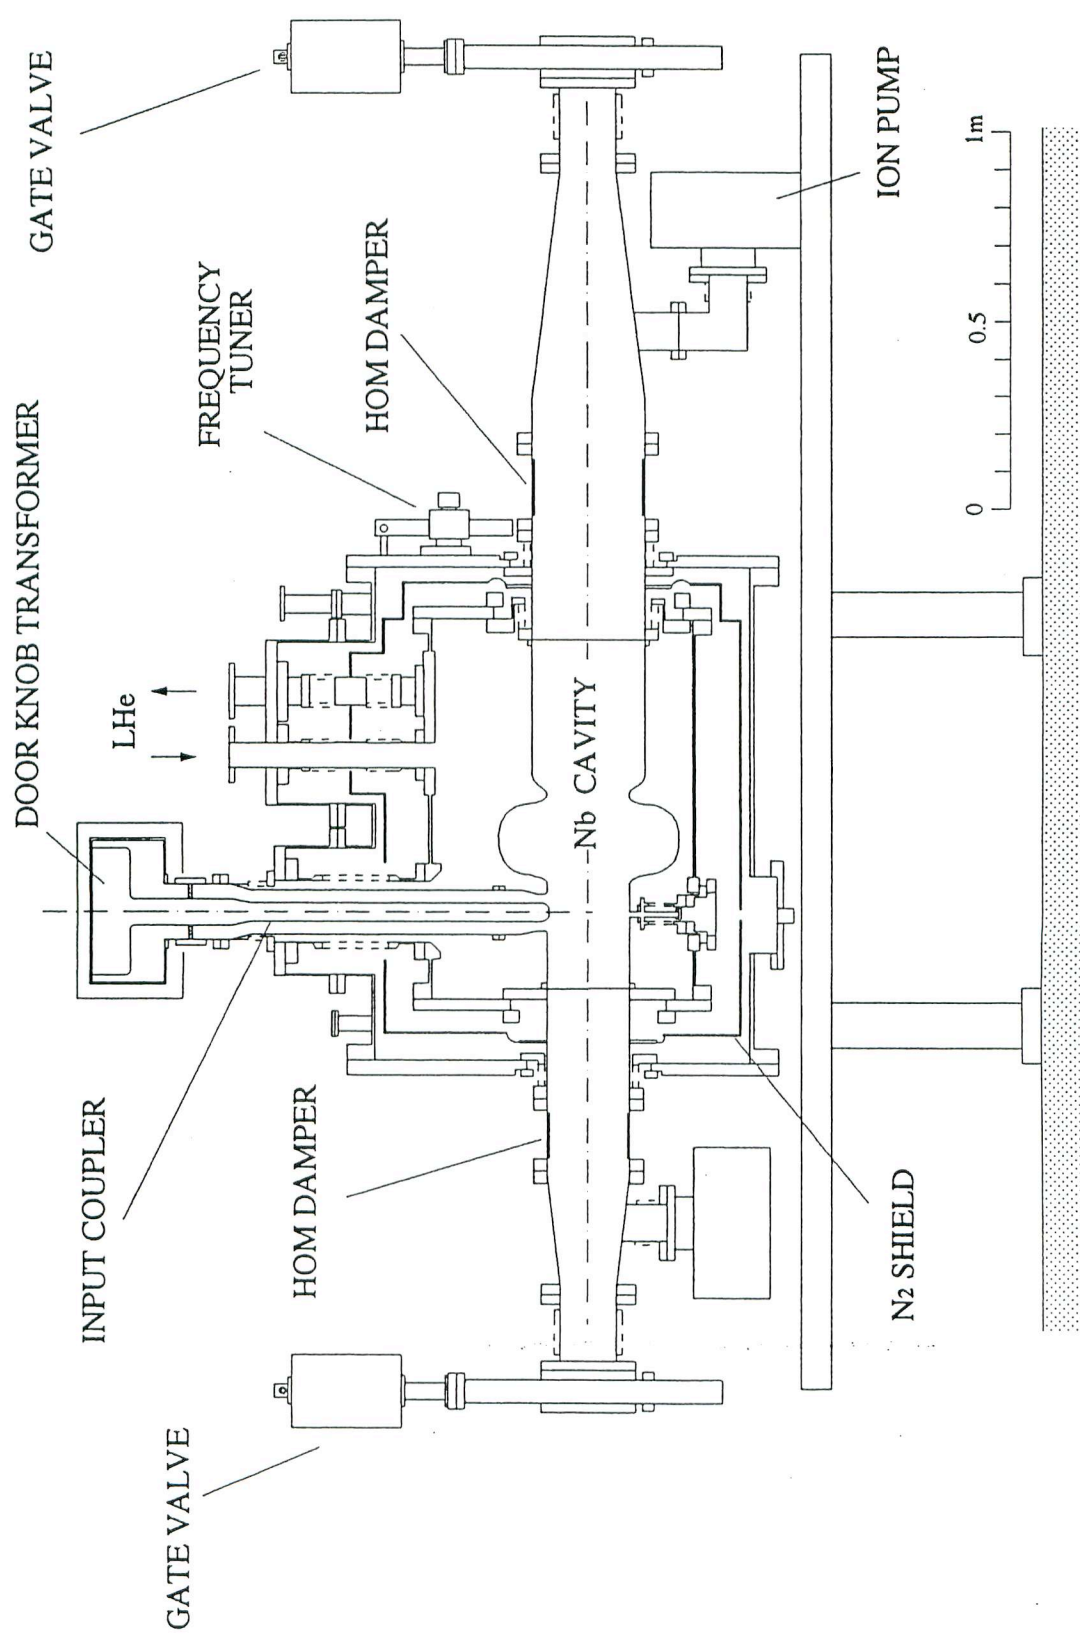 GATE VALVE
INPUT COUPLER
DOOR KNOB TRANSFORMER
LHe
FREQUENCY
TUNER
GATE VALVE
HOM DAMPER
HOM DAMPER
Nb CAVITY
N2 SHIELD
ION PUMP
0
0.5
1m